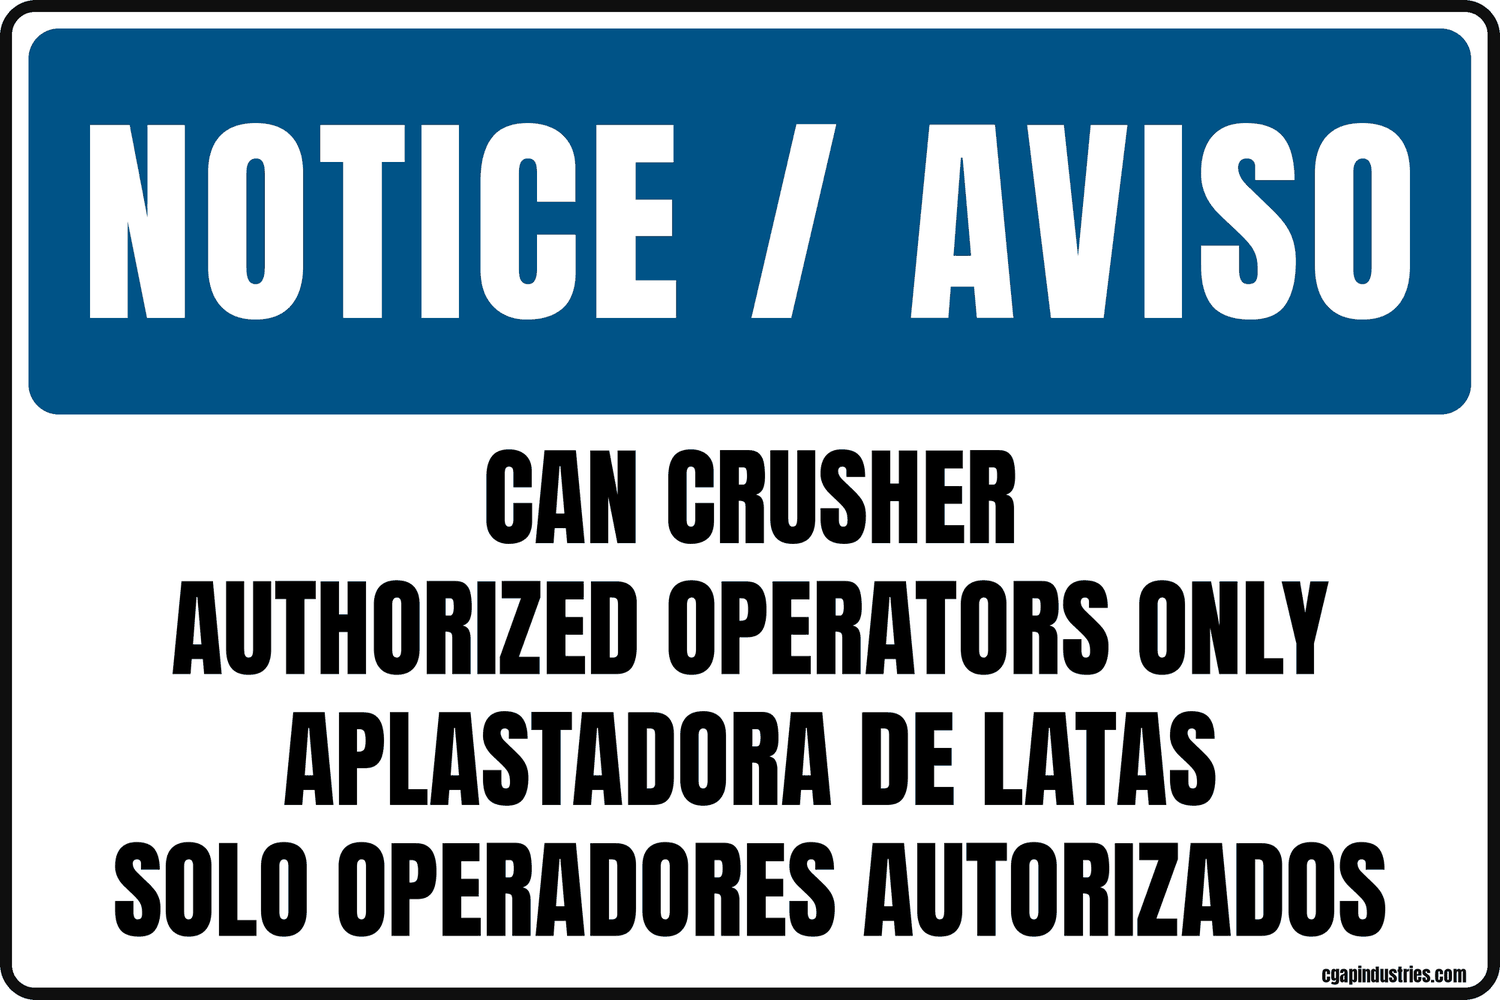 NOTICE / AVISO
CAN CRUSHER
AUTHORIZED OPERATORS ONLY
APLASTADORA DE LATAS
SOLO OPERADORES AUTORIZADOS
cgapindustries.com